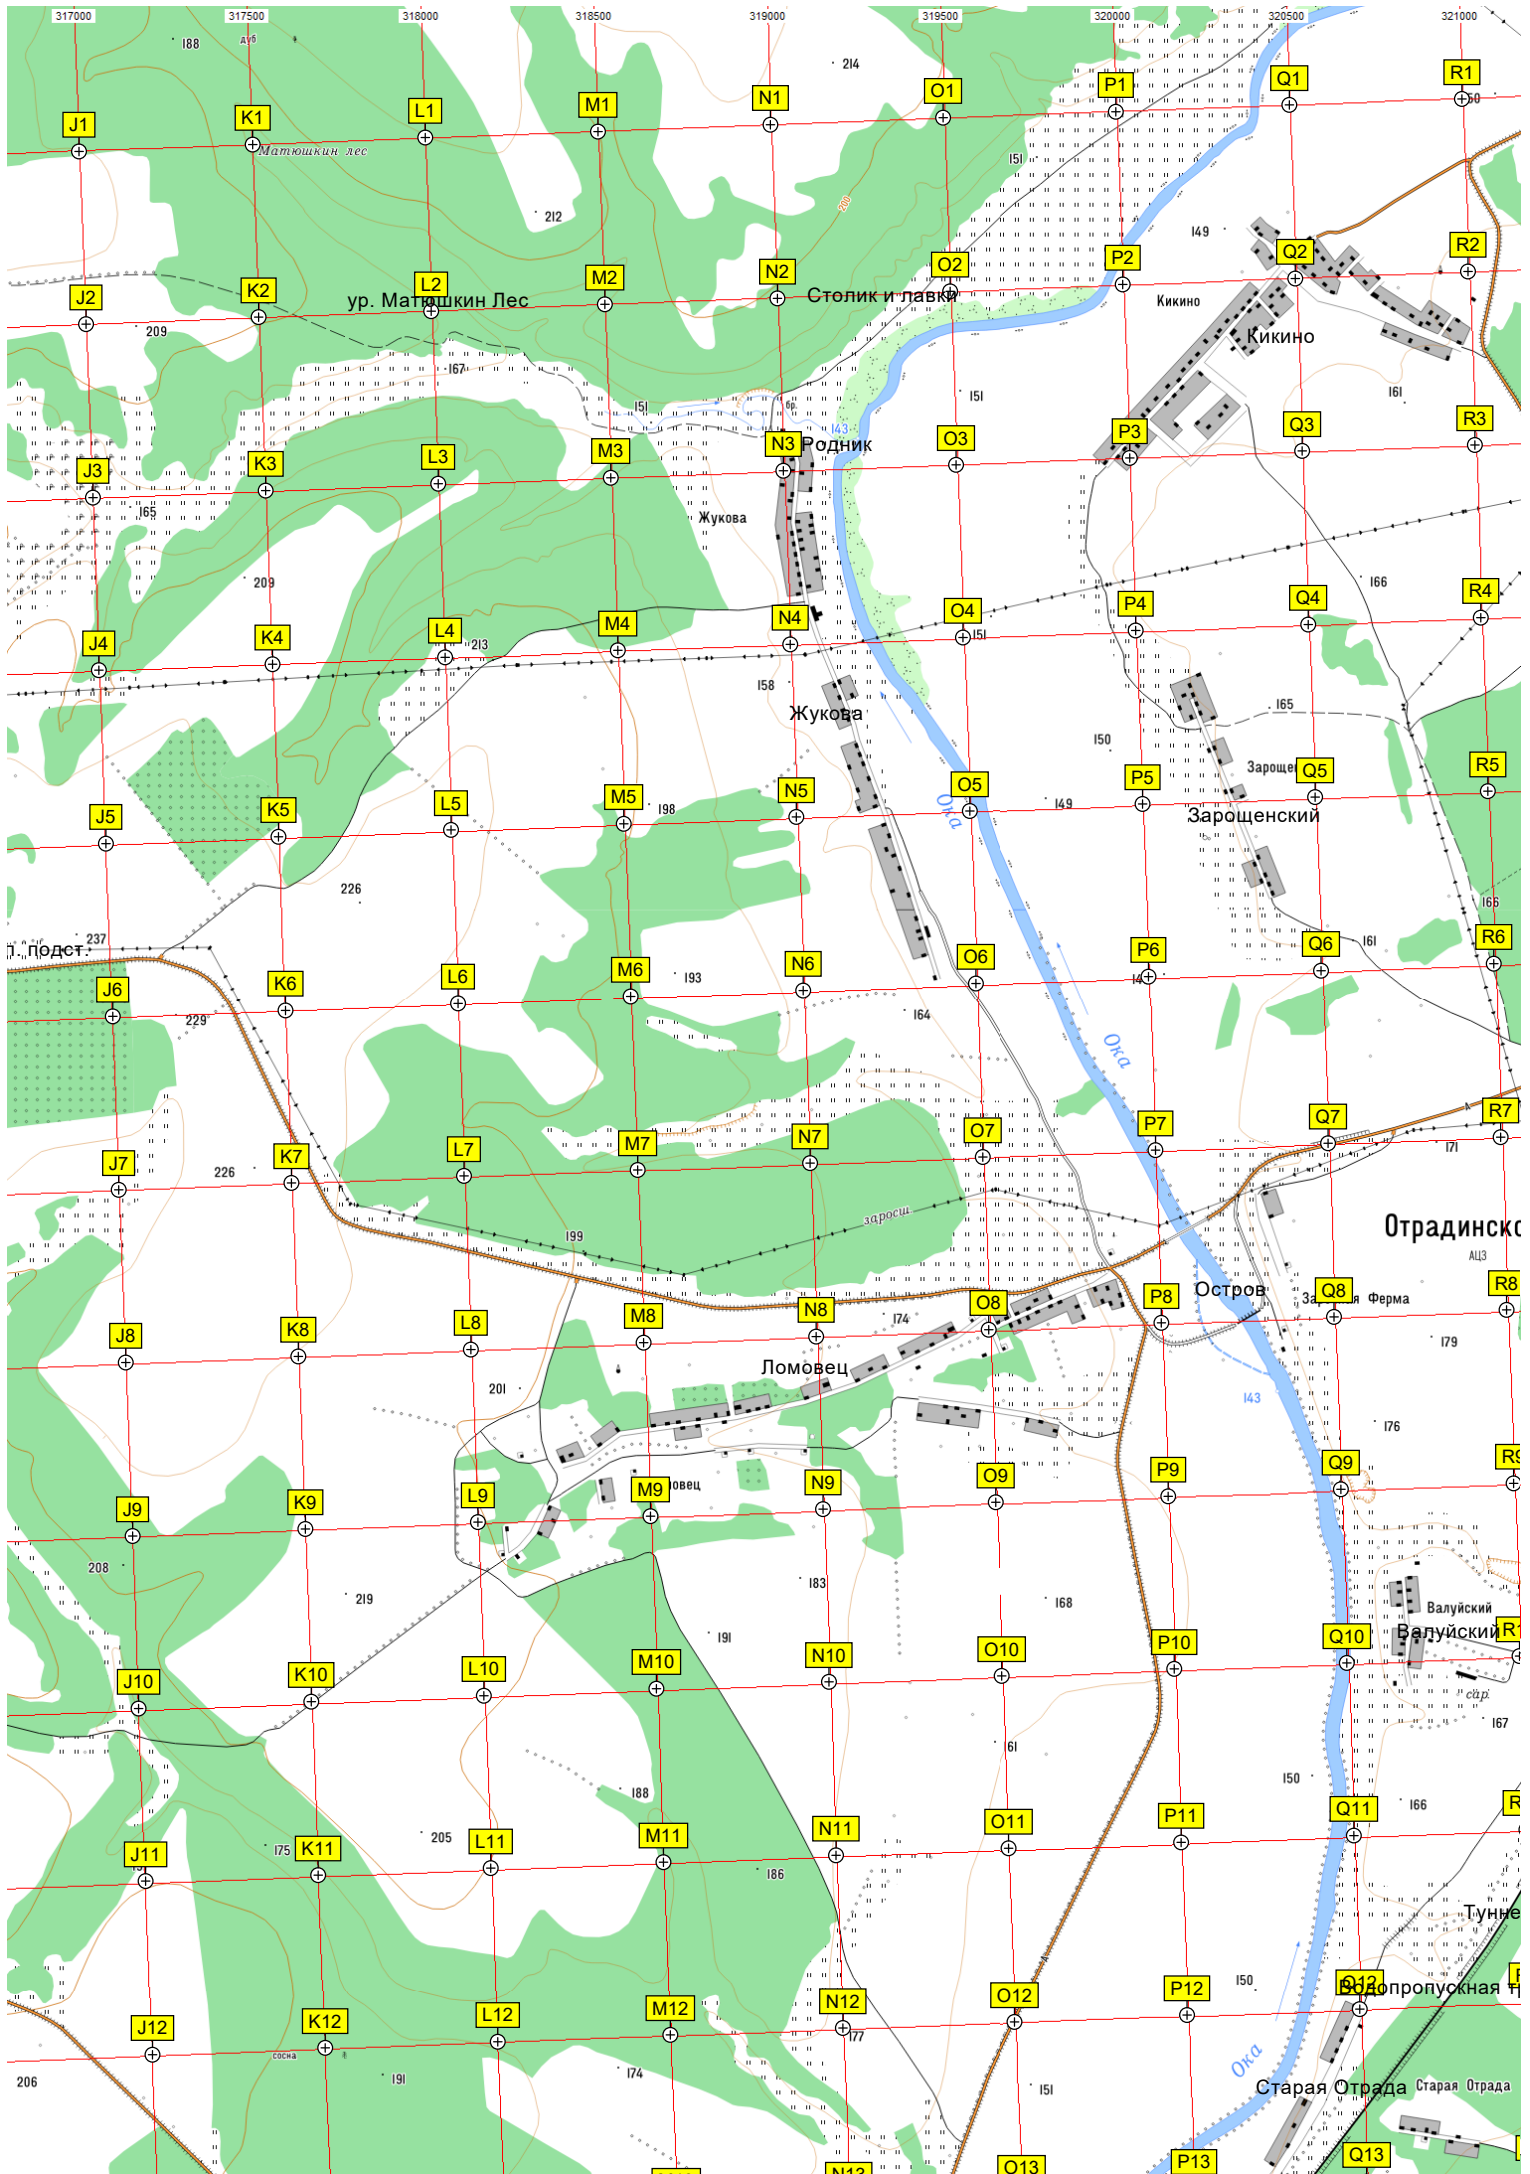 317000 317500 318000 318500 319000 319500 320000 320500 321000
188 дуб 214
J1 K1 L1 M1 N1 O1 P1 Q1 R1
Матюшкин лес
151
212 200 149
J2 K2 L2 M2 N2 O2 P2 Q2 R2
ур. Матюшкин Лес Столик и лавки Кикино
209 Кикино
167
151 бр. 151 161
143
J3 K3 L3 M3 N3 O3 P3 Q3 R3
Родник
165 Жукова
209 166
J4 K4 L4 M4 N4 O4 P4 Q4 R4
213 151
158 165
Жукова
150
J5 K5 L5 M5 N5 O5 P5 Q5 R5
198 Ока 149
Зарощенский
226 166
237 161
J6 K6 L6 M6 N6 O6 P6 Q6 R6
193
229 164
Ока
J7 K7 L7 M7 N7 O7 P7 Q7 R7
226 171
заросш.
199
АЦЗ
Остров
J8 K8 L8 M8 N8 O8 P8 Q8 R8
174 Ферма
179
Ломовец
201 143
176
J9 K9 L9 M9 N9 O9 P9 Q9
208 183
219 168 Валуйский
191 Валуйский
J10 K10 L10 M10 N10 O10 P10 Q10
сар.
167
161
188 150
166
J11 K11 L11 M11 N11 O11 P11 Q11
175 205
186
150
J12 K12 L12 M12 N12 O12 P12 Q12
177
сосна
206 191 174 151 Ока
Старая Отрада Старая Отрада
N13 O13 P13 Q13